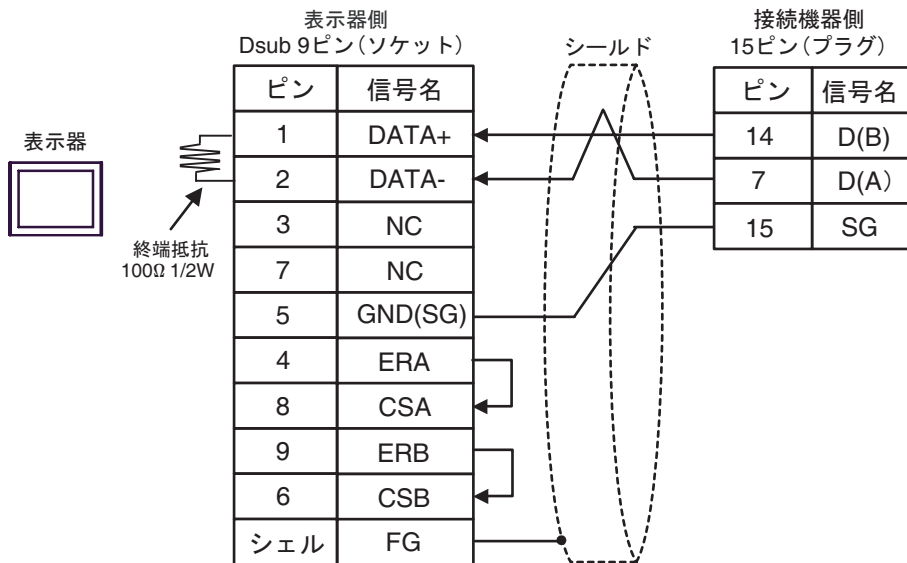 表示器側
Dsub 9ピン(ソケット)
シールド
接続機器側
15ピン(プラグ)
表示器
終端抵抗
100Ω 1/2W
ピン 信号名
1 DATA+
2 DATA-
3 NC
7 NC
5 GND(SG)
4 ERA
8 CSA
9 ERB
6 CSB
シェル FG
ピン 信号名
14 D(B)
7 D(A)
15 SG